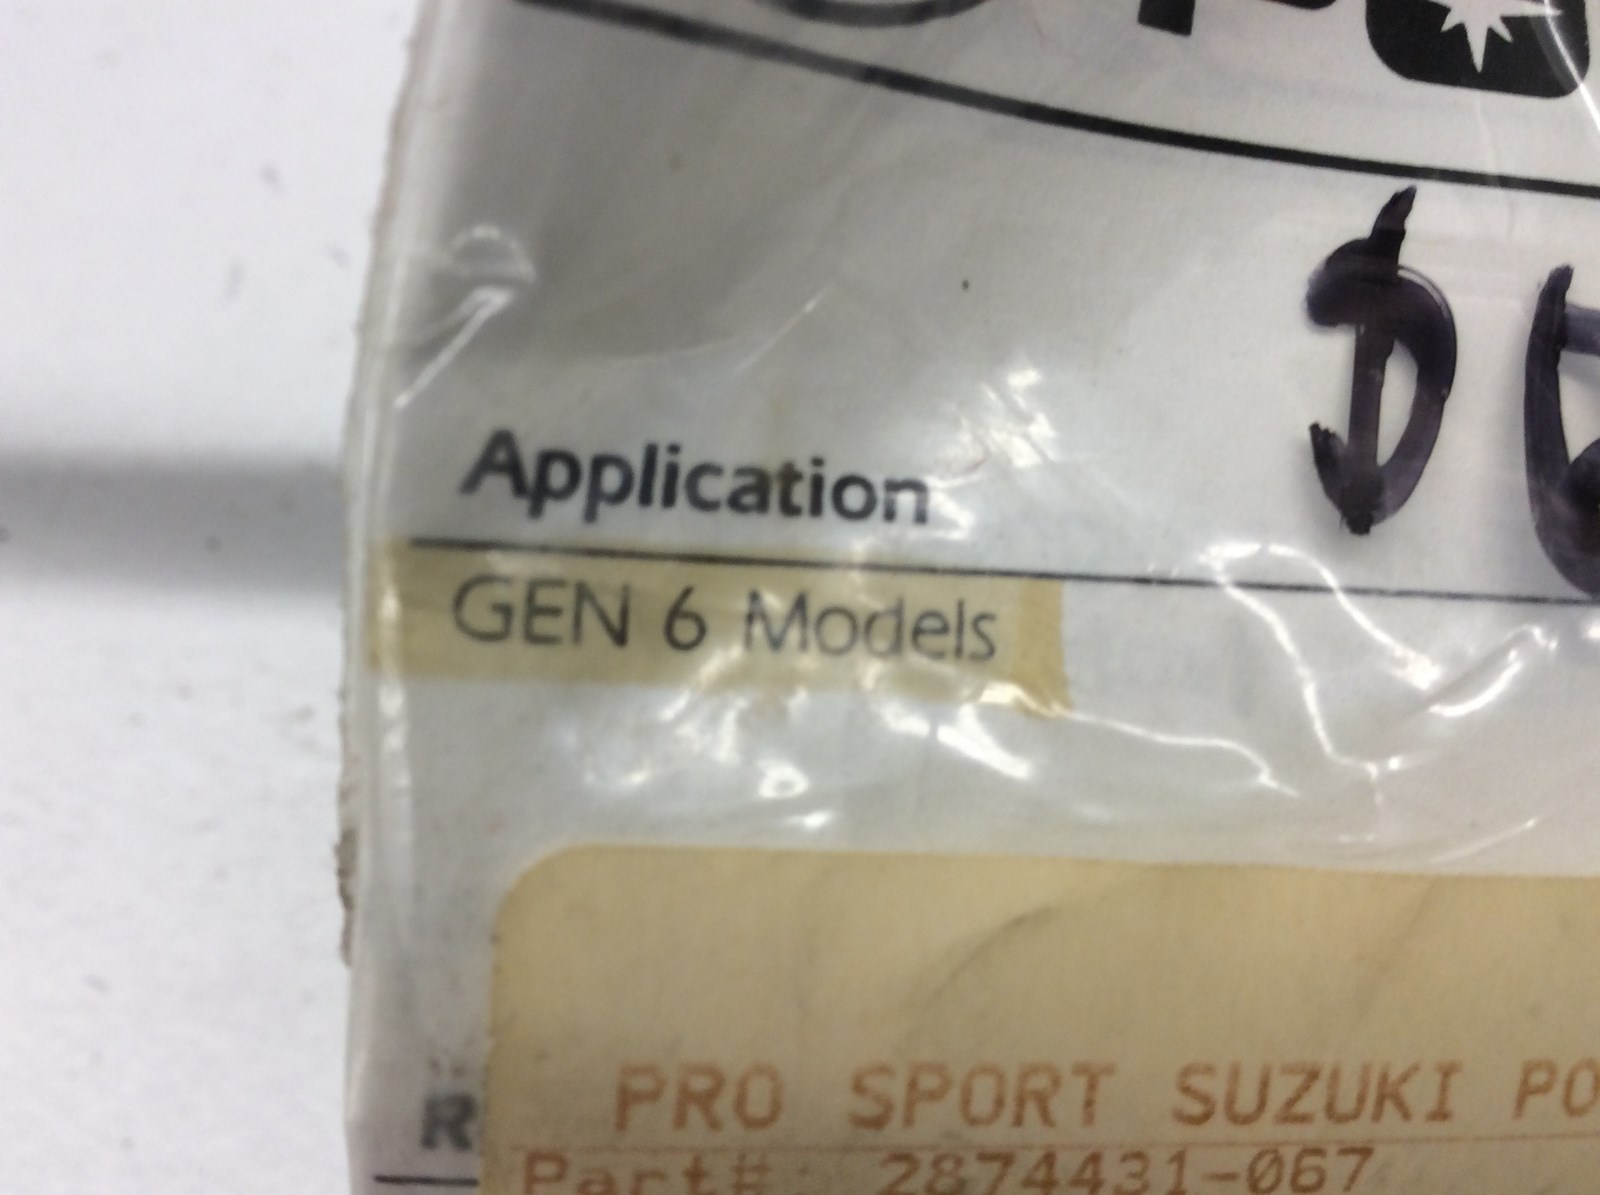 Application
GEN 6 Models
PRO SPORT SUZUKI PO
Part#: 2874431-067